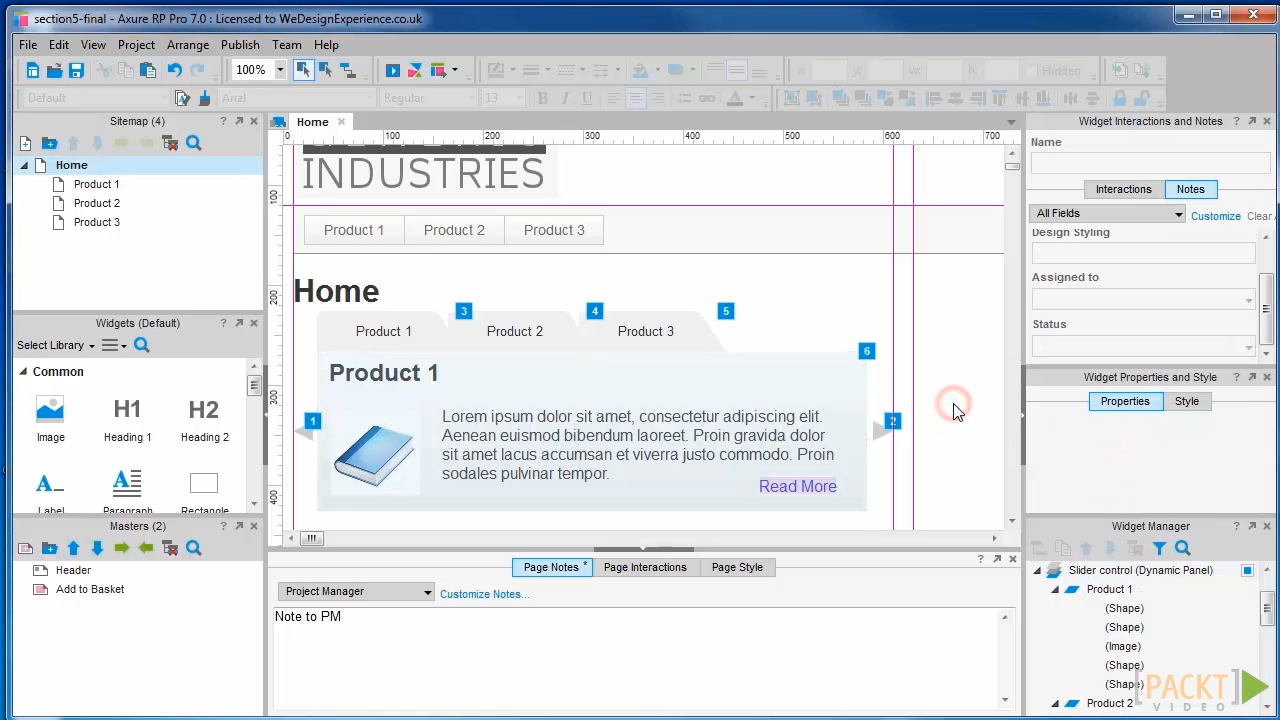 section5-final - Axure RP Pro 7.0 : Licensed to WeDesignExperience.co.uk
File Edit View Project Arrange Publish Team Help
100% x: y: w: h: Hidden
Default Arial Regular 13 B I U
Sitemap (4)
Home
Product 1
Product 2
Product 3
Widgets (Default)
Select Library
Common
H1 H2
Image Heading 1 Heading 2
A_
Label Paragraph Rectangle
Masters (2)
Header
Add to Basket
Home
0 100 200 300 400 500 600 700
100
200
300
400
INDUSTRIES
Product 1 Product 2 Product 3
Home
3 4 5
Product 1 Product 2 Product 3
6
Product 1
1 2
Lorem ipsum dolor sit amet, consectetur adipiscing elit.
Aenean euismod bibendum laoreet. Proin gravida dolor
sit amet lacus accumsan et viverra justo commodo. Proin
sodales pulvinar tempor.
Read More
Page Notes * Page Interactions Page Style
Project Manager Customize Notes...
Note to PM
Widget Interactions and Notes
Name
Interactions Notes
All Fields Customize Clear A
Design Styling
Assigned to
Status
Widget Properties and Style
Properties Style
Widget Manager
Slider control (Dynamic Panel)
Product 1
(Shape)
(Shape)
(Image)
(Shape)
(Shape)
Product 2
[PACKT]
VIDEO